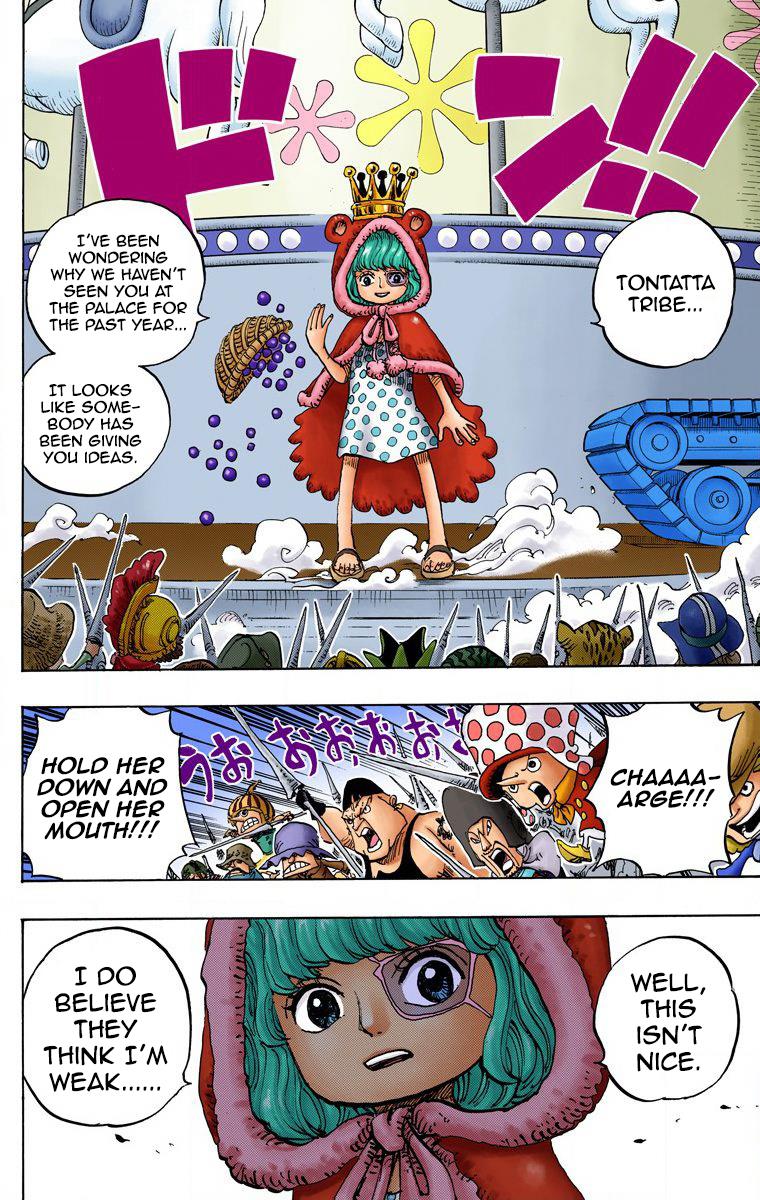 ドン!!
TONTATTA
TRIBE...
I'VE BEEN
WONDERING
WHY WE HAVEN'T
SEEN YOU AT
THE PALACE FOR
THE PAST YEAR...
IT LOOKS
LIKE SOME-
BODY HAS
BEEN GIVING
YOU IDEAS.
CHAAAA-
ARGE!!!
うおおおおおお
HOLD HER
DOWN AND
OPEN HER
MOUTH!!!
WELL,
THIS
ISN'T
NICE.
I DO
BELIEVE
THEY
THINK I'M
WEAK......